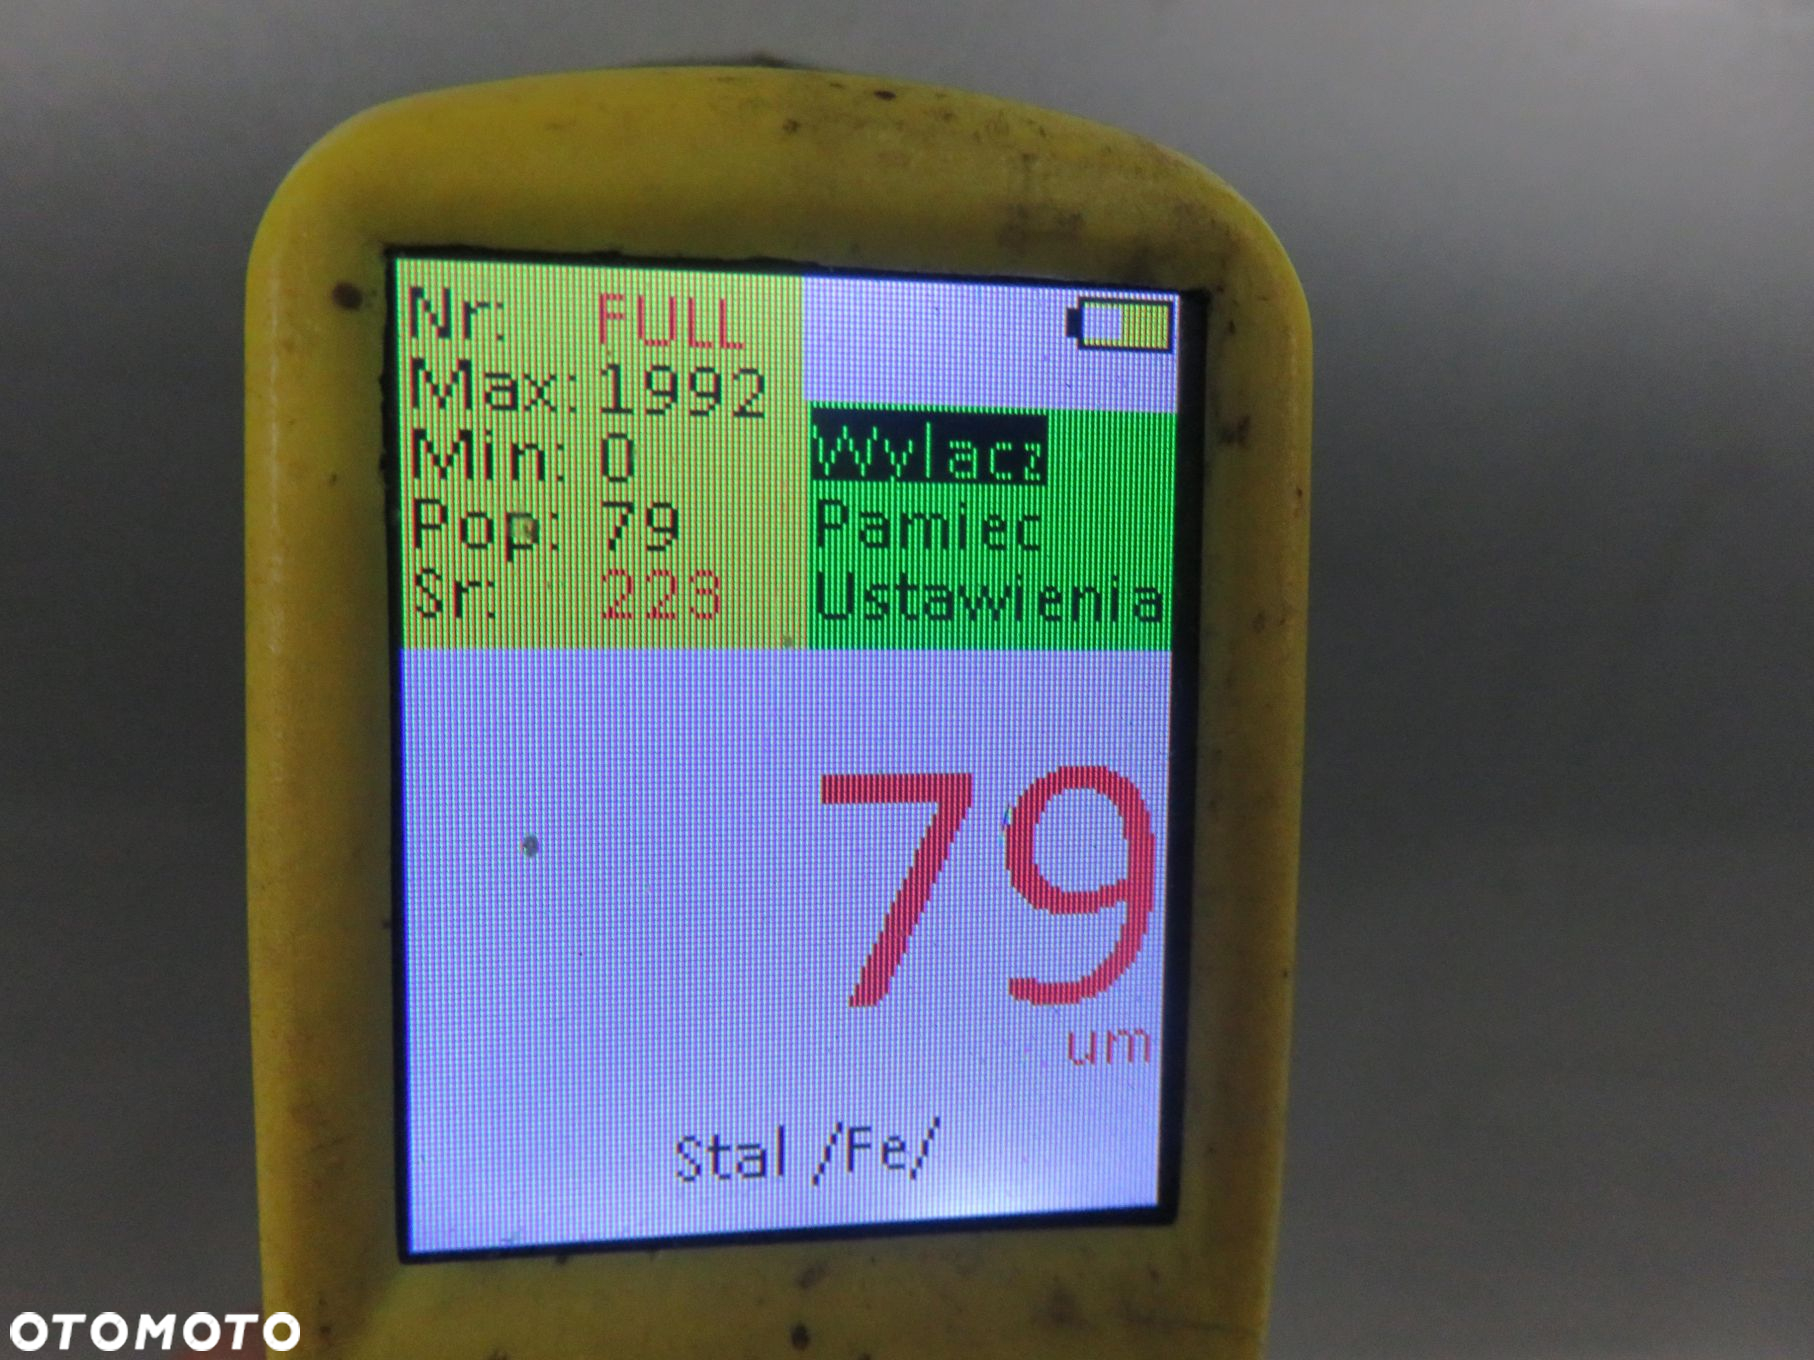 Nr: FULL
Max: 1992
Min: 0
Pop: 79
Sr: 223
Wylacz
Pamiec
Ustawienia
79
um
Stal /Fe/
OTOMOTO